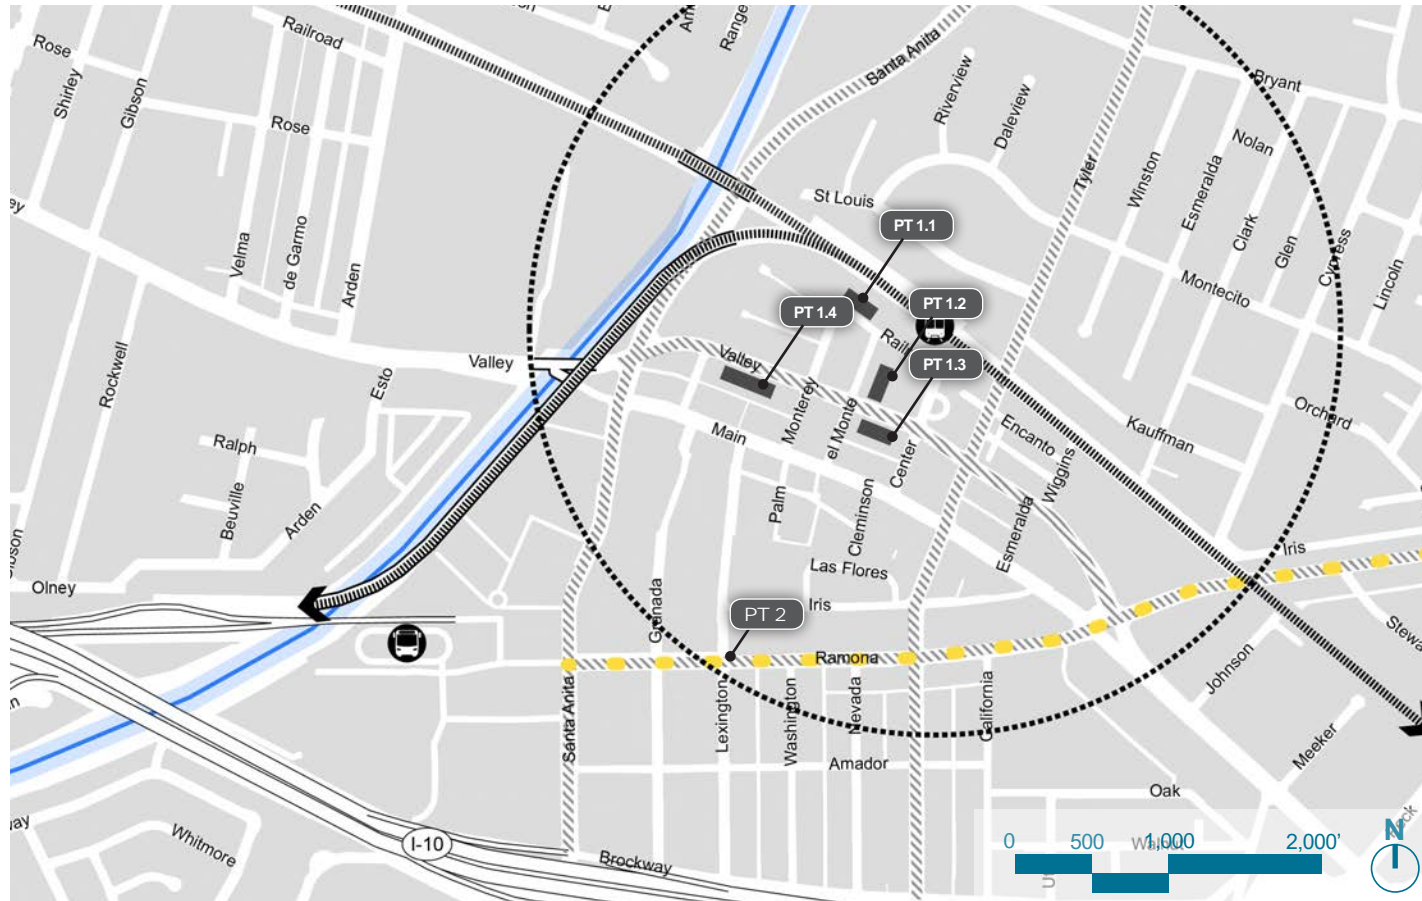 Railroad
Rose
Shirley
Gibson
Rose
Velma
de Garmo
Arden
Range
Santa Anita
Riverview
Daleview
Bryant
Nolan
Winston
Esmeralda
Clark
Glen
Cypress
Lincoln
Tyler
St Louis
PT 1.1
PT 1.2
PT 1.3
PT 1.4
Montecito
Valley
Valley
Rockwell
Esto
Monterey
el Monte
Main
Center
Encanto
Wiggins
Kauffman
Orchard
Ralph
Beuville
Arden
Palm
Cleminson
Esmeralda
Las Flores
Iris
Iris
Olney
Granada
PT 2
Ramona
Santa Anita
Lexington
Washington
Nevada
California
Johnson
Meeker
Amador
Oak
Whitmore
I-10
Brockway
Walnut
0 500 1,000 2,000’
N